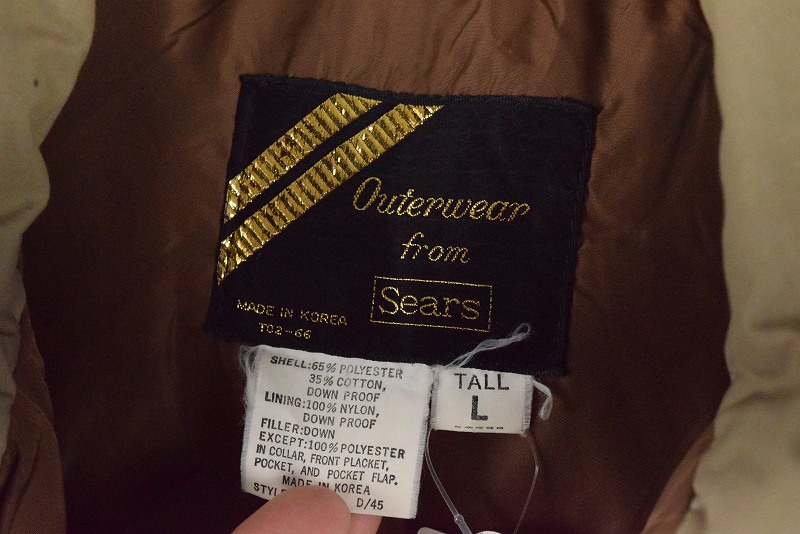 Outerwear
from
Sears
MADE IN KOREA
T02-66
SHELL:65% POLYESTER
35% COTTON,
DOWN PROOF
LINING:100% NYLON,
DOWN PROOF
FILLER:DOWN
EXCEPT:100% POLYESTER
IN COLLAR, FRONT PLACKET,
POCKET, AND POCKET FLAP.
MADE IN KOREA
D/45
TALL
L